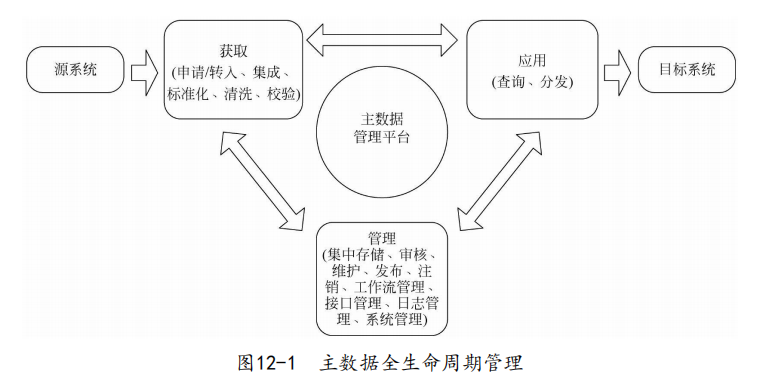 源系统
获取
(申请/转入、集成、
标准化、清洗、校验)
应用
(查询、分发)
目标系统
主数据
管理平台
管理
(集中存储、审核、
维护、发布、注
销、工作流管理、
接口管理、日志管
理、系统管理)
图12-1 主数据全生命周期管理